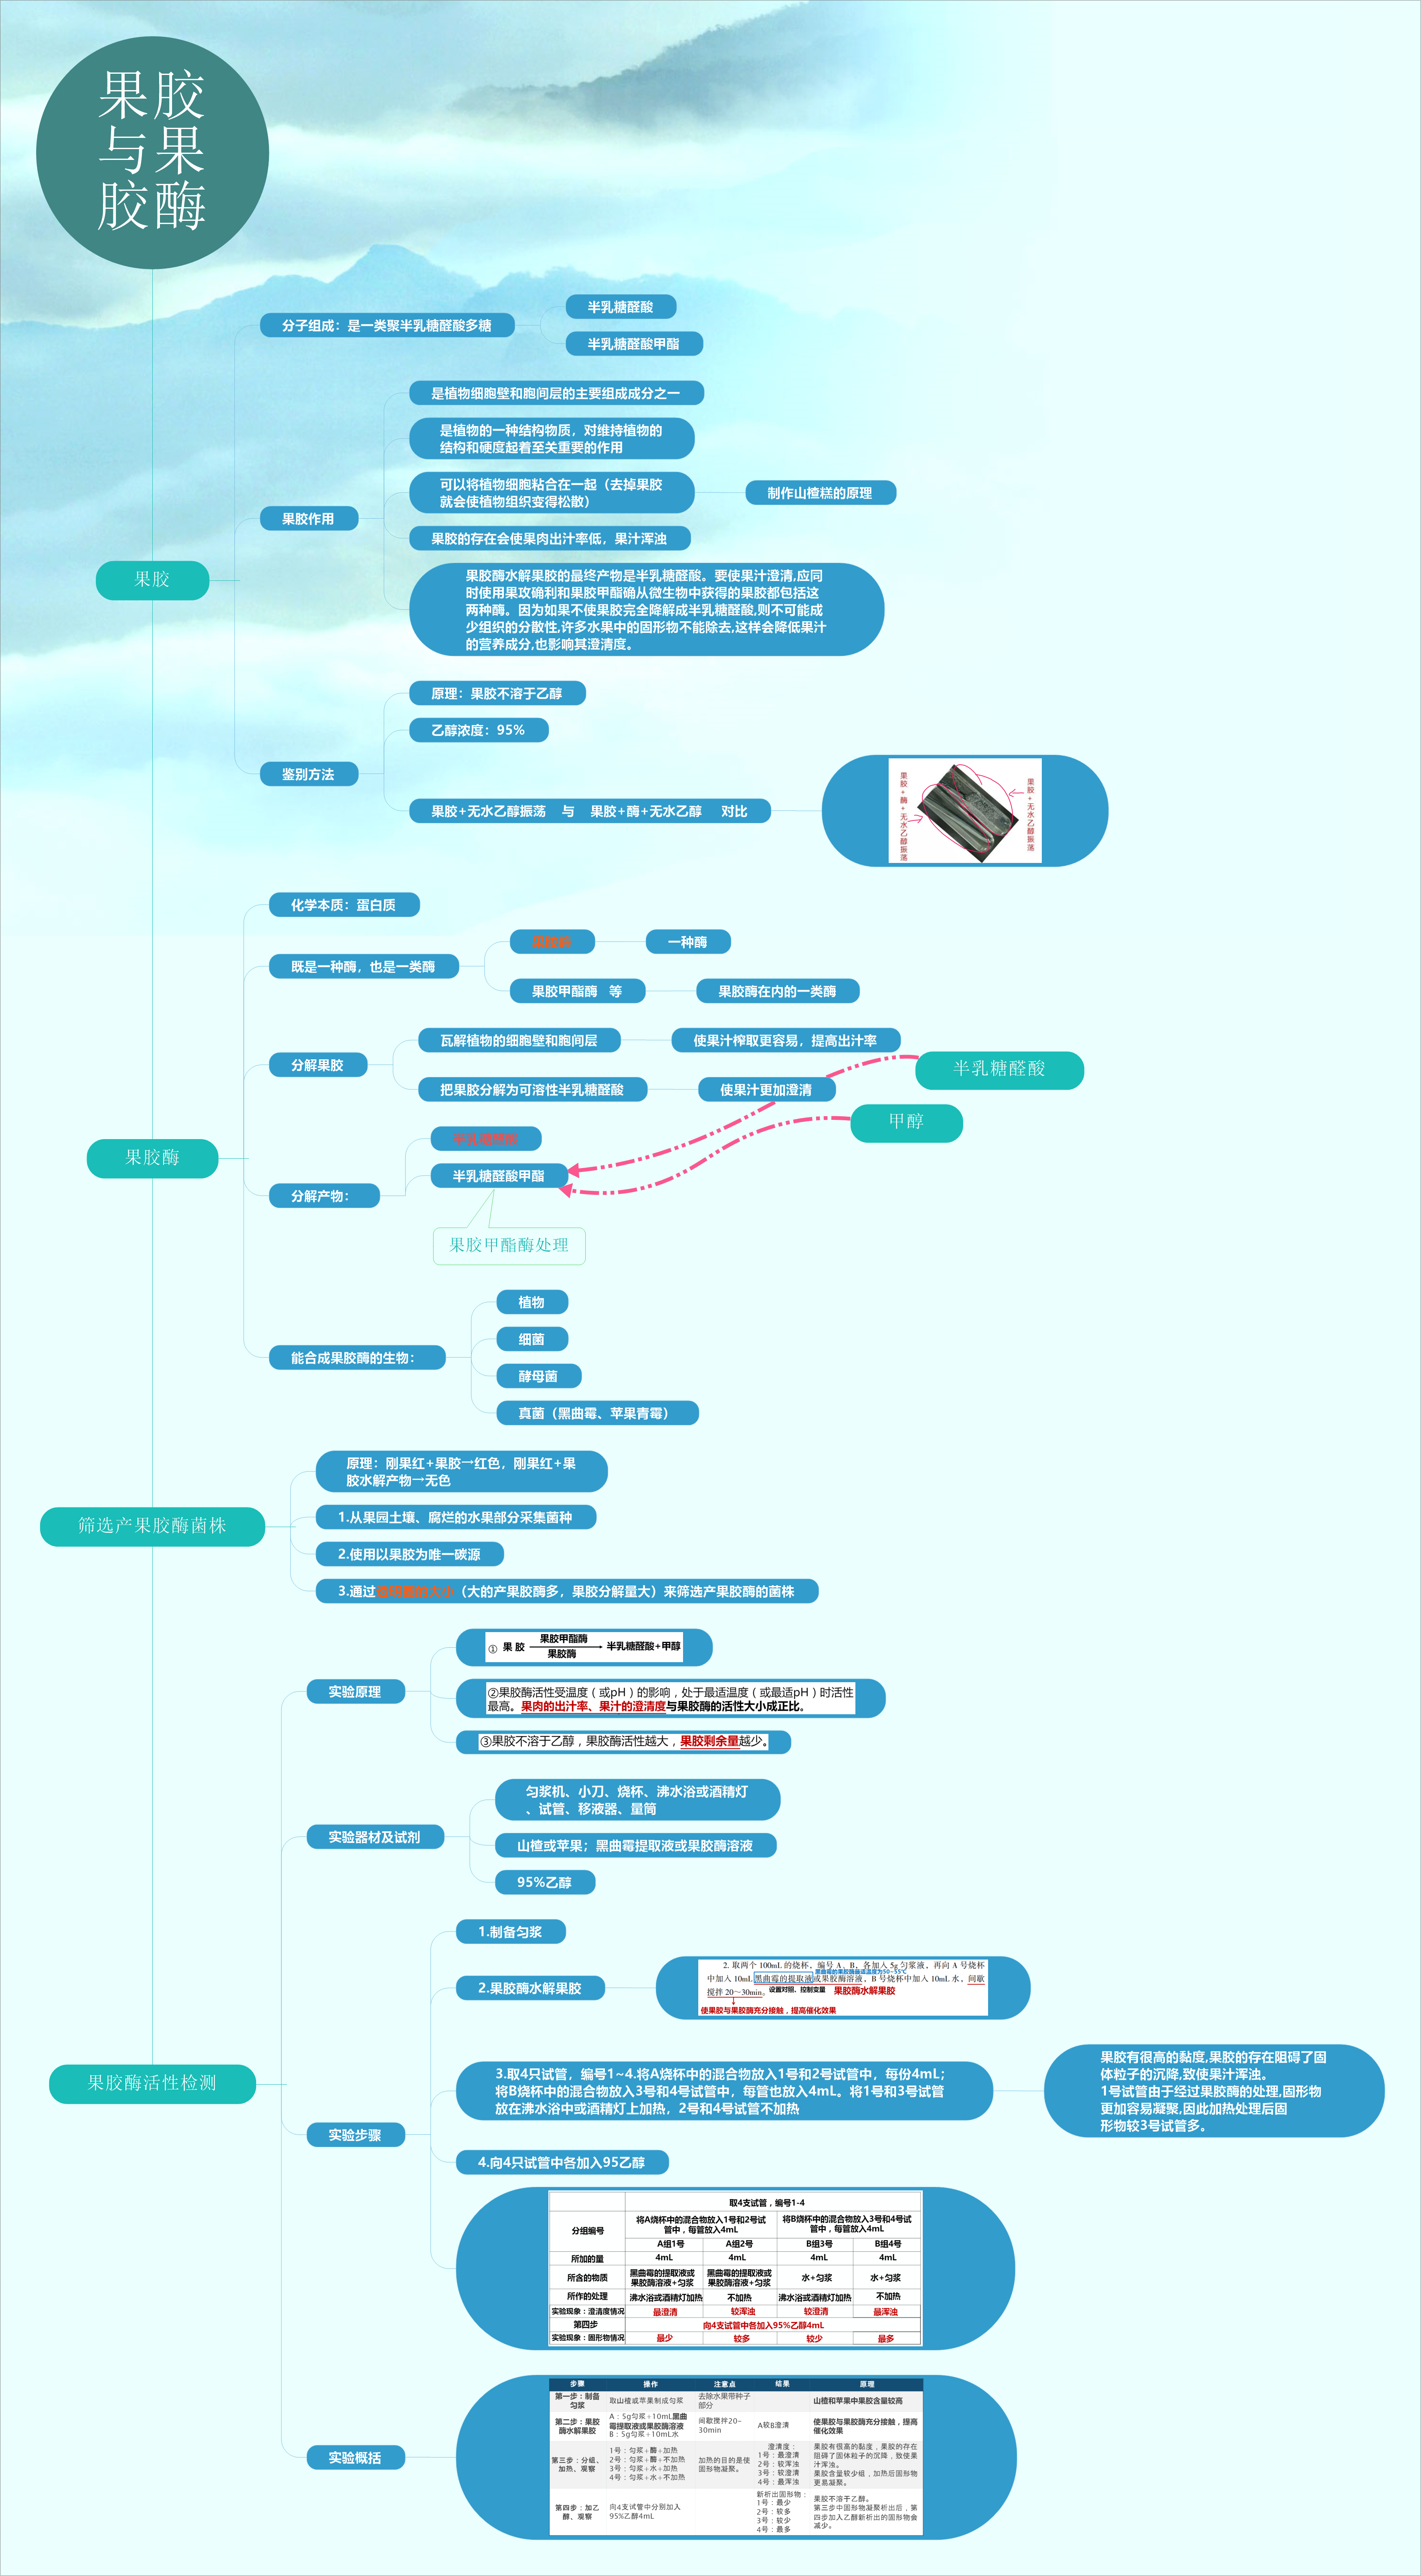 果胶
与果
胶酶
果胶
分子组成：是一类聚半乳糖醛酸多糖
半乳糖醛酸
半乳糖醛酸甲酯
果胶作用
是植物细胞壁和胞间层的主要组成成分之一
是植物的一种结构物质，对维持植物的
结构和硬度起着至关重要的作用
可以将植物细胞粘合在一起（去掉果胶
就会使植物组织变得松散）
制作山楂糕的原理
果胶的存在会使果肉出汁率低，果汁浑浊
果胶酶水解果胶的最终产物是半乳糖醛酸。要使果汁澄清,应同
时使用果攻确利和果胶甲酯确从微生物中获得的果胶都包括这
两种酶。因为如果不使果胶完全降解成半乳糖醛酸,则不可能成
少组织的分散性,许多水果中的固形物不能除去,这样会降低果汁
的营养成分,也影响其澄清度。
鉴别方法
原理：果胶不溶于乙醇
乙醇浓度：95%
果胶+无水乙醇振荡 与 果胶+酶+无水乙醇 对比
果胶+酶+无水乙醇振荡
果胶+无水乙醇振荡
果胶酶
化学本质：蛋白质
既是一种酶，也是一类酶
果胶酶
一种酶
果胶甲酯酶 等
果胶酶在内的一类酶
分解果胶
瓦解植物的细胞壁和胞间层
使果汁榨取更容易，提高出汁率
把果胶分解为可溶性半乳糖醛酸
使果汁更加澄清
半乳糖醛酸
甲醇
分解产物：
半乳糖醛酸
半乳糖醛酸甲酯
果胶甲酯酶处理
能合成果胶酶的生物：
植物
细菌
酵母菌
真菌（黑曲霉、苹果青霉）
筛选产果胶酶菌株
原理：刚果红+果胶→红色，刚果红+果
胶水解产物→无色
1.从果园土壤、腐烂的水果部分采集菌种
2.使用以果胶为唯一碳源
3.通过透明圈的大小（大的产果胶酶多，果胶分解量大）来筛选产果胶酶的菌株
果胶酶活性检测
实验原理
① 果 胶 果胶甲酯酶 果胶酶 半乳糖醛酸+甲醇
②果胶酶活性受温度（或pH）的影响，处于最适温度（或最适pH）时活性
最高。果肉的出汁率、果汁的澄清度与果胶酶的活性大小成正比。
③果胶不溶于乙醇，果胶酶活性越大，果胶剩余量越少。
实验器材及试剂
匀浆机、小刀、烧杯、沸水浴或酒精灯
、试管、移液器、量筒
山楂或苹果；黑曲霉提取液或果胶酶溶液
95%乙醇
实验步骤
1.制备匀浆
2.果胶酶水解果胶
2. 取两个 100mL 的烧杯，编号 A、B，各加入 5g 匀浆液，再向 A 号烧杯
黑曲霉的果胶酶最适温度为50~55℃
中加入 10mL 黑曲霉的提取液或果胶酶溶液，B 号烧杯中加入 10mL 水，间歇
搅拌 20～30min。 设置对照、控制变量 果胶酶水解果胶
使果胶与果胶酶充分接触，提高催化效果
3.取4只试管，编号1~4.将A烧杯中的混合物放入1号和2号试管中，每份4mL；
将B烧杯中的混合物放入3号和4号试管中，每管也放入4mL。将1号和3号试管
放在沸水浴中或酒精灯上加热，2号和4号试管不加热
果胶有很高的黏度,果胶的存在阻碍了固
体粒子的沉降,致使果汁浑浊。
1号试管由于经过果胶酶的处理,固形物
更加容易凝聚,因此加热处理后固
形物较3号试管多。
4.向4只试管中各加入95乙醇
取4支试管，编号1-4
分组编号
将A烧杯中的混合物放入1号和2号试
管中，每管放入4mL
将B烧杯中的混合物放入3号和4号试
管中，每管放入4mL
A组1号 A组2号 B组3号 B组4号
所加的量 4mL 4mL 4mL 4mL
所含的物质
黑曲霉的提取液或
果胶酶溶液+匀浆
黑曲霉的提取液或
果胶酶溶液+匀浆
水+匀浆 水+匀浆
所作的处理 沸水浴或酒精灯加热 不加热 沸水浴或酒精灯加热 不加热
实验现象：澄清度情况 最澄清 较浑浊 较澄清 最浑浊
第四步 向4支试管中各加入95%乙醇4mL
实验现象：固形物情况 最少 较多 较少 最多
实验概括
步骤 操作 注意点 结果 原理
第一步：制备
匀浆
取山楂或苹果制成匀浆
去除水果带种子
部分
山楂和苹果中果胶含量较高
第二步：果胶
酶水解果胶
A：5g匀浆+10mL黑曲
霉提取液或果胶酶溶液
B：5g匀浆+10mL水
间歇搅拌20~
30min
A较B澄清
使果胶与果胶酶充分接触，提高
催化效果
第三步：分组、
加热、观察
1号：匀浆+酶+加热
2号：匀浆+酶+不加热
3号：匀浆+水+加热
4号：匀浆+水+不加热
加热的目的是使
固形物凝聚。
澄清度：
1号：最澄清
2号：较浑浊
3号：较澄清
4号：最浑浊
果胶有很高的黏度，果胶的存在
阻碍了固体粒子的沉降，致使果
汁浑浊。
果胶含量较少组，加热后固形物
更易凝聚。
第四步：加乙
醇、观察
向4支试管中分别加入
95%乙醇4mL
新析出固形物：
1号：最少
2号：较多
3号：较少
4号：最多
果胶不溶于乙醇。
第三步中固形物凝聚析出后，第
四步加入乙醇新析出的固形物会
减少。